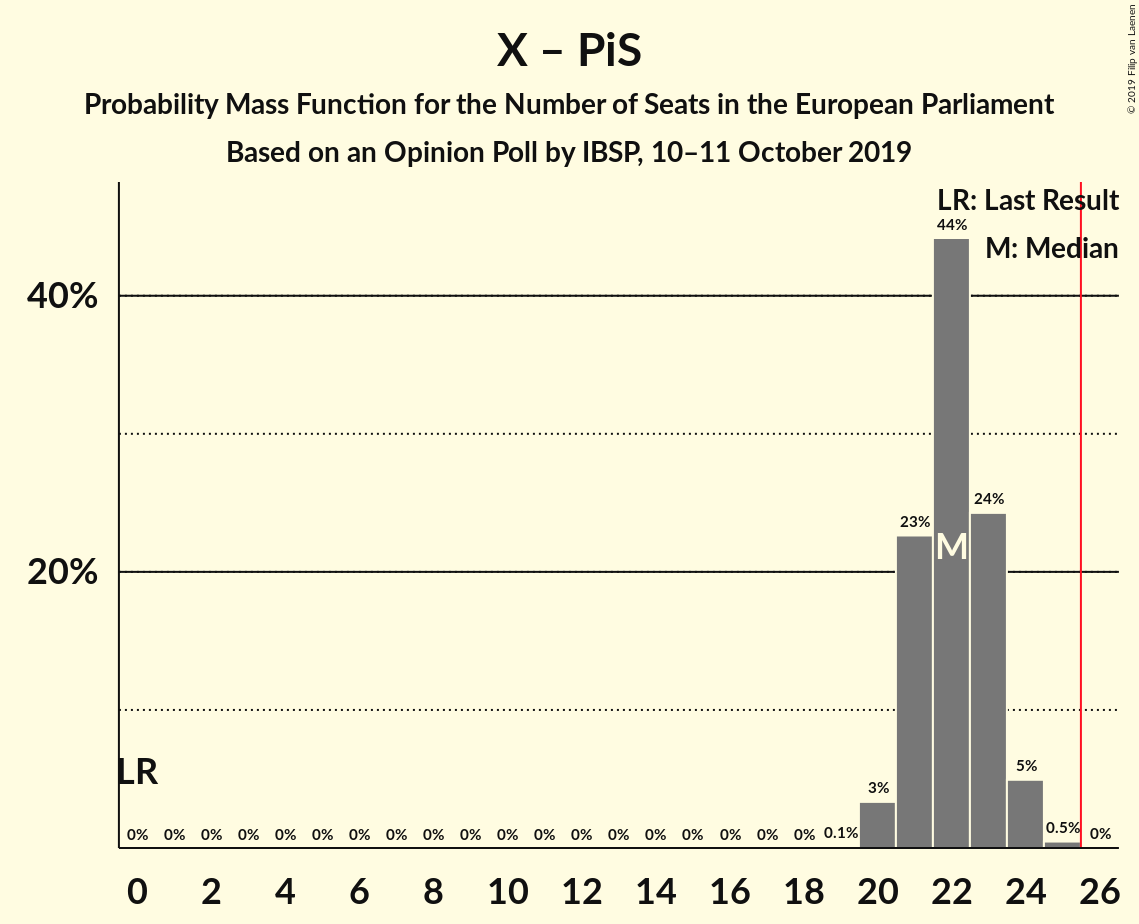 X – PiS
Probability Mass Function for the Number of Seats in the European Parliament
Based on an Opinion Poll by IBSP, 10–11 October 2019
© 2019 Filip van Laenen
LR: Last Result
M: Median
44%
40%
24%
23%
M
20%
LR
5%
3%
0% 0% 0% 0% 0% 0% 0% 0% 0% 0% 0% 0% 0% 0% 0% 0% 0% 0% 0% 0.1% 0.5% 0%
0 2 4 6 8 10 12 14 16 18 20 22 24 26